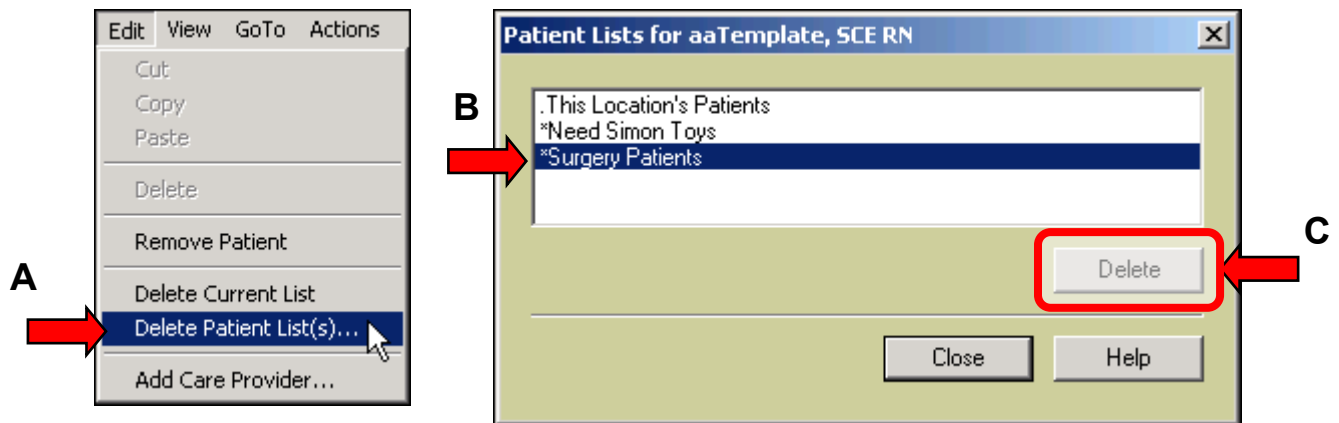 Edit View GoTo Actions
Cut
Copy
Paste
Delete
Remove Patient
Delete Current List
Delete Patient List(s)...
Add Care Provider...
A
Patient Lists for aaTemplate, SCE RN
B
.This Location's Patients
*Need Simon Toys
*Surgery Patients
C
Delete
Close Help